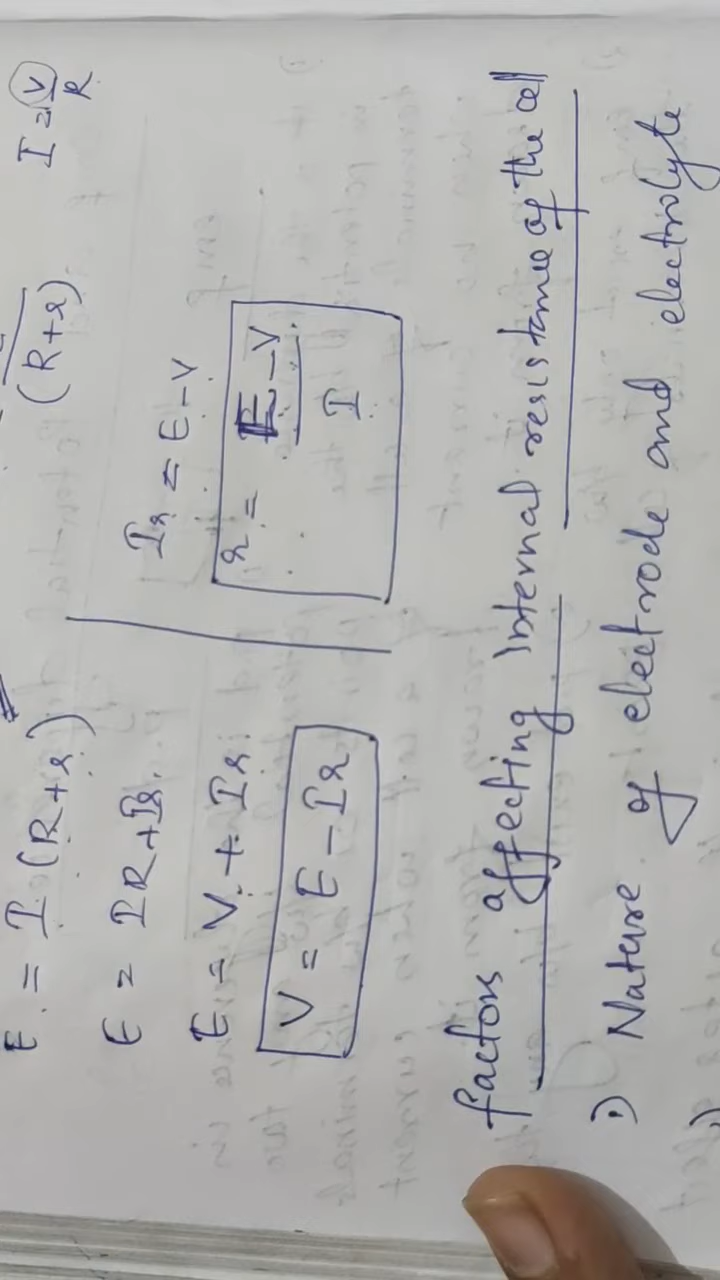 I = V/R
(R+r)
E = I(R+r)
E = IR+Ir
E = V + Ir
V = E - Ir
Ir = E-V
r = E-V/I
factors affecting internal resistance of the cell
i) Nature of electrode and electrolyte